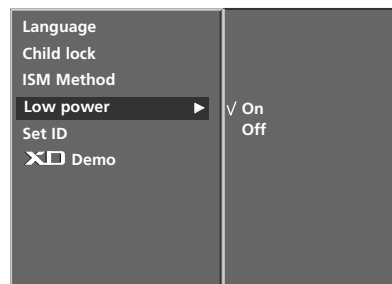 Language
Child lock
ISM Method
Low power ►
√ On
Off
Set ID
XD Demo